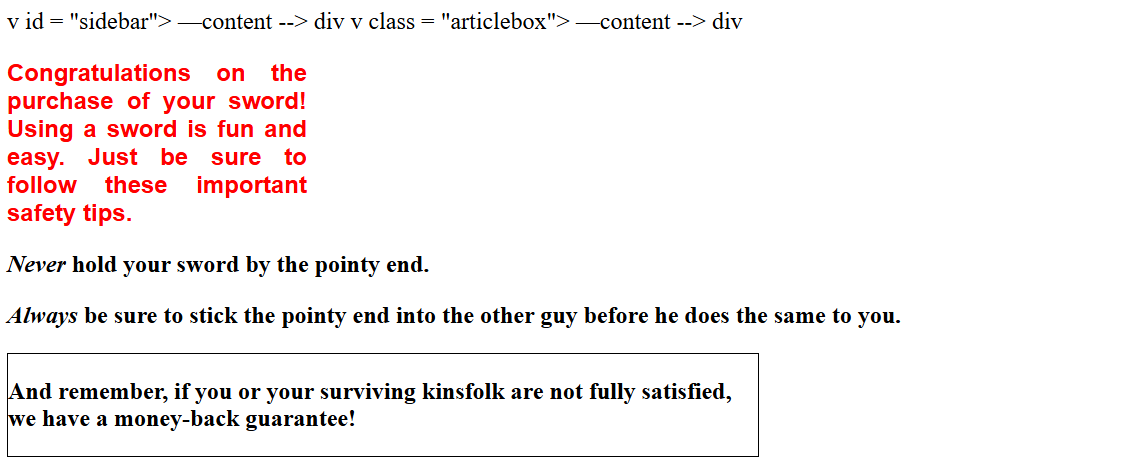 v id = "sidebar"> —content --> div v class = "articlebox"> —content --> div
Congratulations on the
purchase of your sword!
Using a sword is fun and
easy. Just be sure to
follow these important
safety tips.
Never hold your sword by the pointy end.
Always be sure to stick the pointy end into the other guy before he does the same to you.
And remember, if you or your surviving kinsfolk are not fully satisfied,
we have a money-back guarantee!